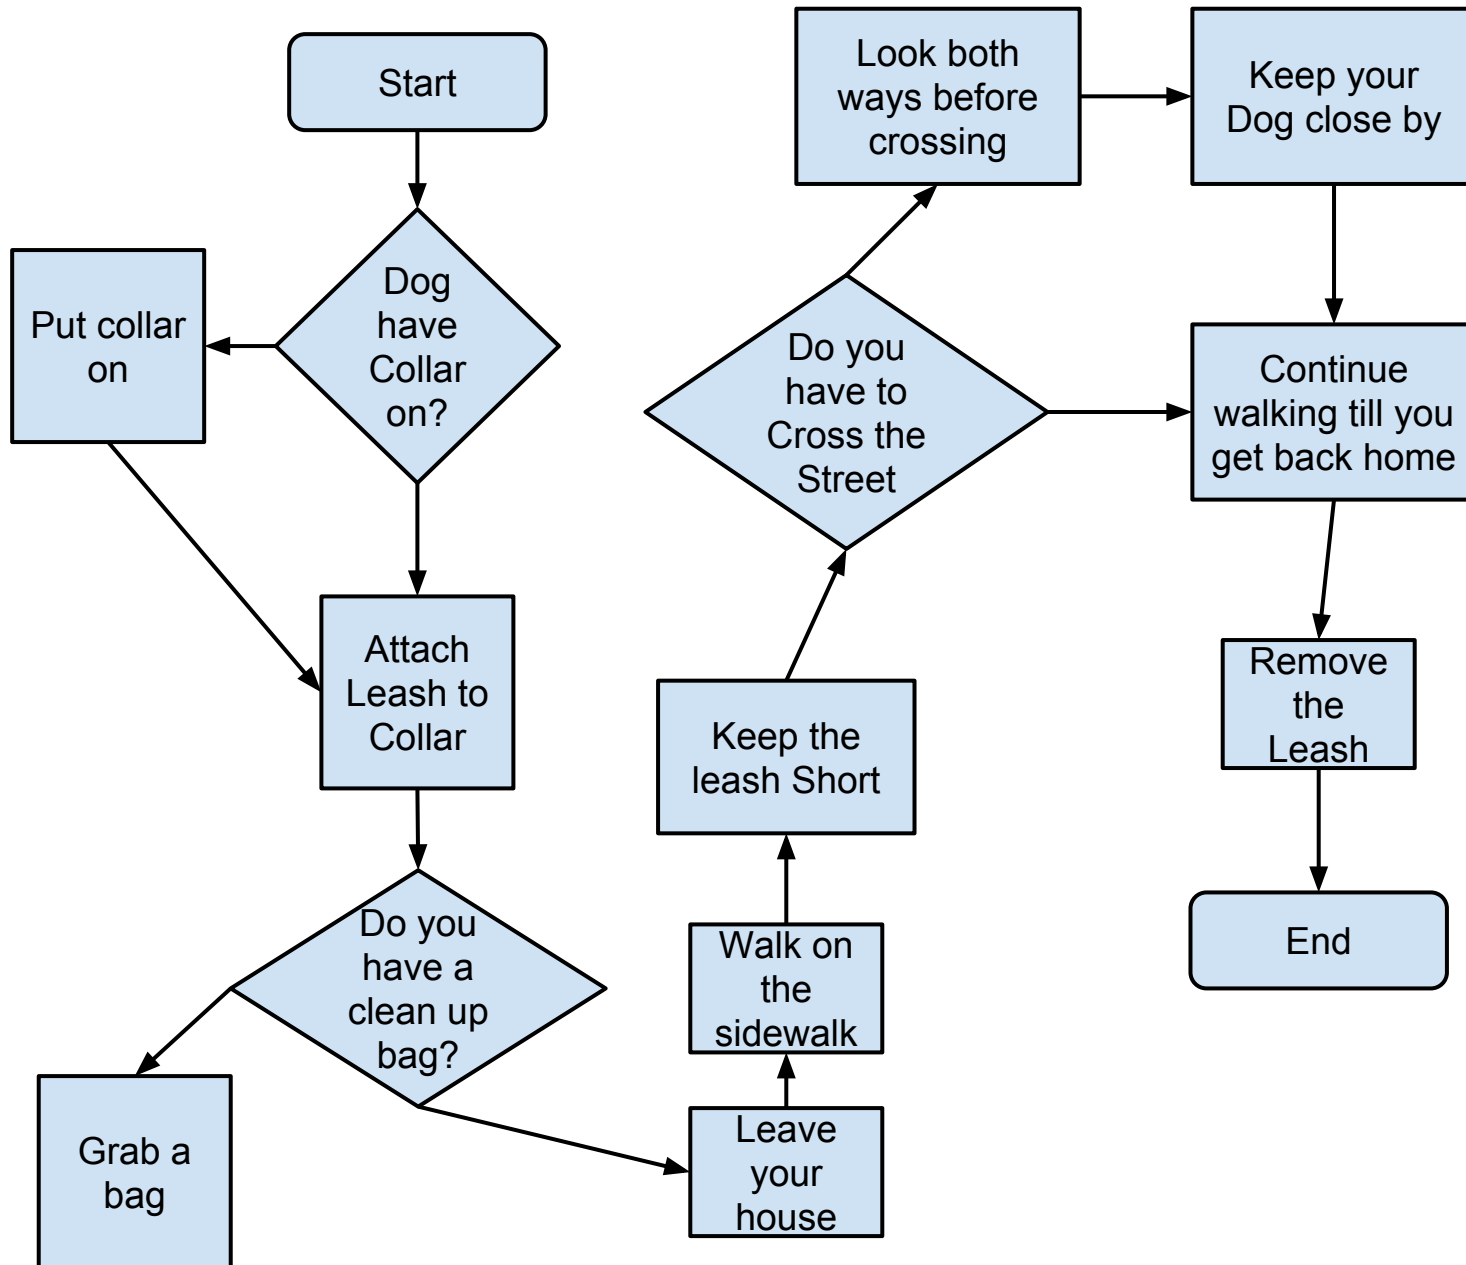 Start
Dog
have
Collar
on?
Put collar
on
Attach
Leash to
Collar
Do you
have a
clean up
bag?
Grab a
bag
Leave
your
house
Walk on
the
sidewalk
Keep the
leash Short
Do you
have to
Cross the
Street
Look both
ways before
crossing
Keep your
Dog close by
Continue
walking till you
get back home
Remove
the
Leash
End